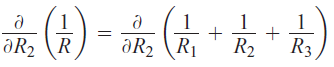 ∂/∂R₂ (1/R) = ∂/∂R₂ (1/R₁ + 1/R₂ + 1/R₃)